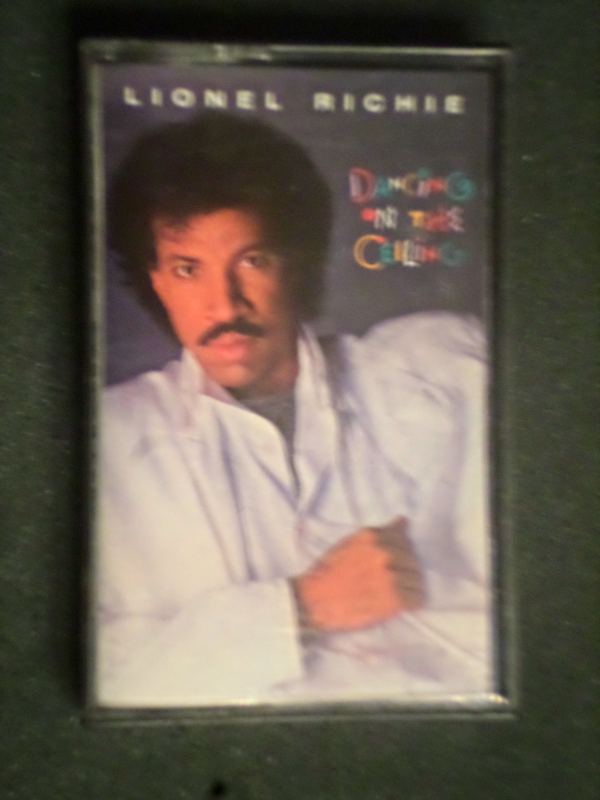 LIONEL RICHIE
DANCING
ON THE
CEILING